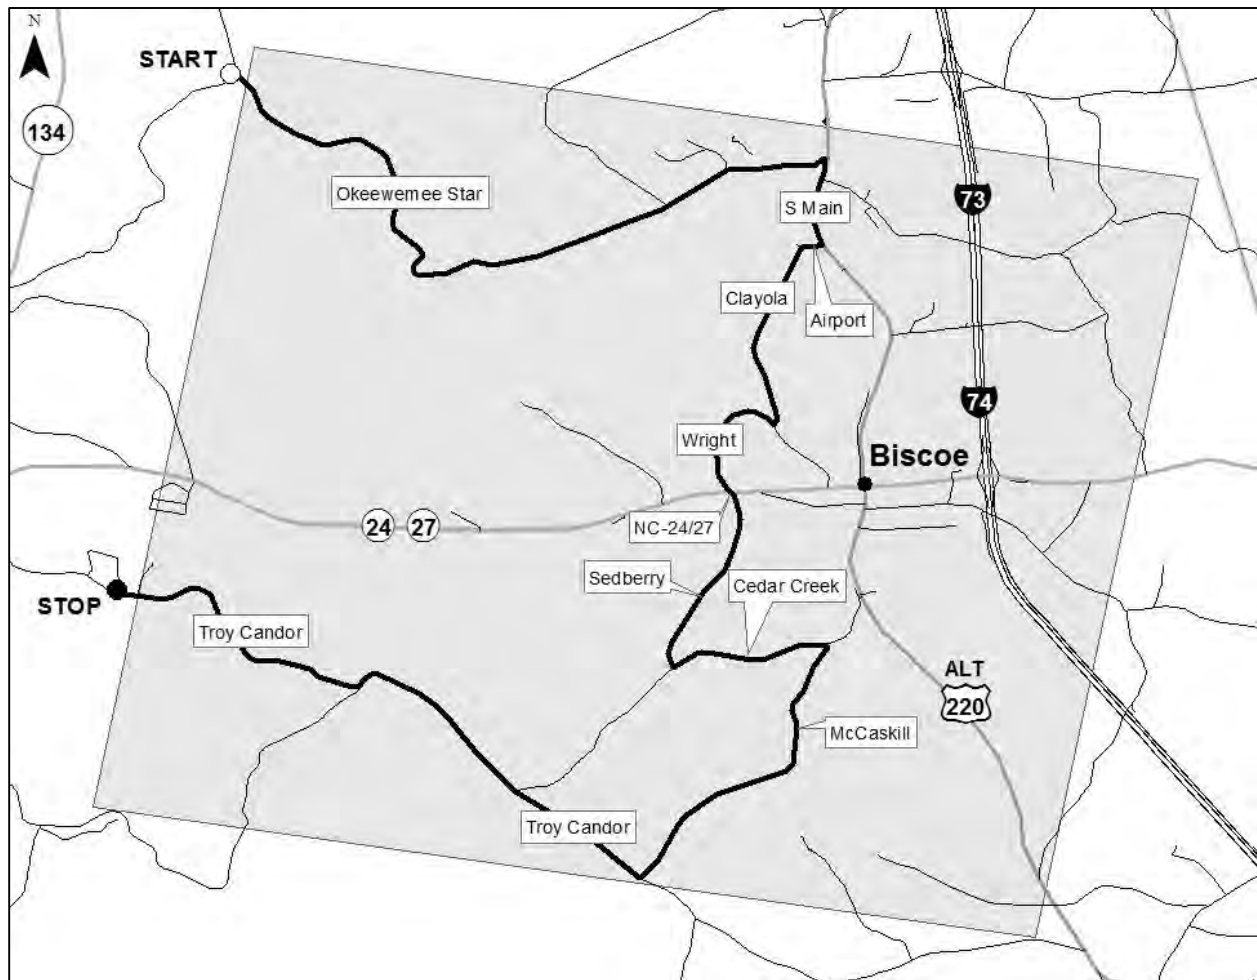 N
START
134
Okeewemee Star
S Main
73
Clayola
Airport
74
Wright
Biscoe
24
27
NC-24/27
Sedberry
Cedar Creek
STOP
Troy Candor
ALT
220
McCaskill
Troy Candor